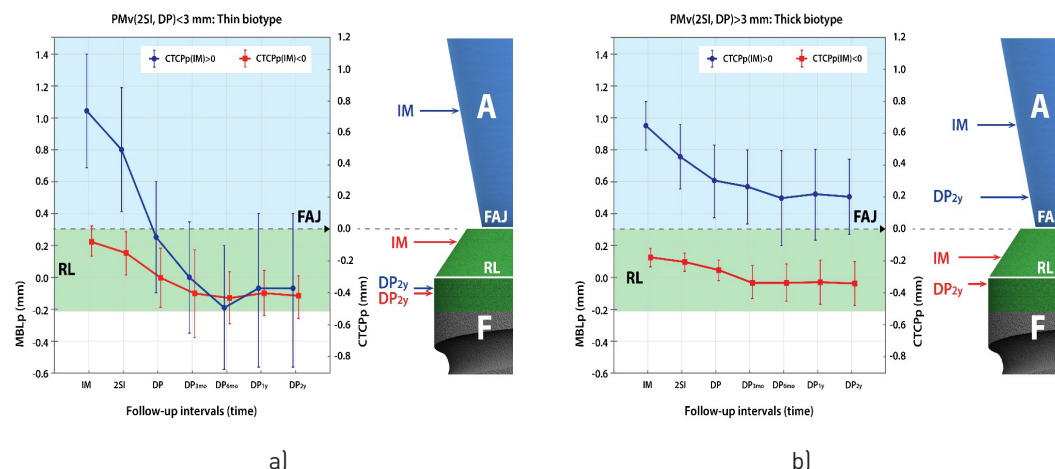 PMv(2SI, DP)<3 mm: Thin biotype
1.4
1.2
1.0
0.8
0.6
0.4
0.2
0.0
-0.2
-0.4
-0.6
MBLp (mm)
CTCPp(IM)>0
CTCPp(IM)<0
FAJ
RL
1.2
1.0
0.8
0.6
0.4
0.2
0.0
-0.2
-0.4
-0.6
-0.8
CTCPp (mm)
IM
2SI
DP
DP3mo
DP6mo
DP1y
DP2y
Follow-up intervals (time)
IM
A
FAJ
IM
RL
DP2y
DP2y
F
a)
PMv(2SI, DP)>3 mm: Thick biotype
1.4
1.2
1.0
0.8
0.6
0.4
0.2
0.0
-0.2
-0.4
-0.6
MBLp (mm)
CTCPp(IM)>0
CTCPp(IM)<0
FAJ
RL
1.2
1.0
0.8
0.6
0.4
0.2
0.0
-0.2
-0.4
-0.6
-0.8
CTCPp (mm)
IM
2SI
DP
DP3mo
DP6mo
DP1y
DP2y
Follow-up intervals (time)
A
IM
DP2y
FAJ
IM
RL
DP2y
F
b)